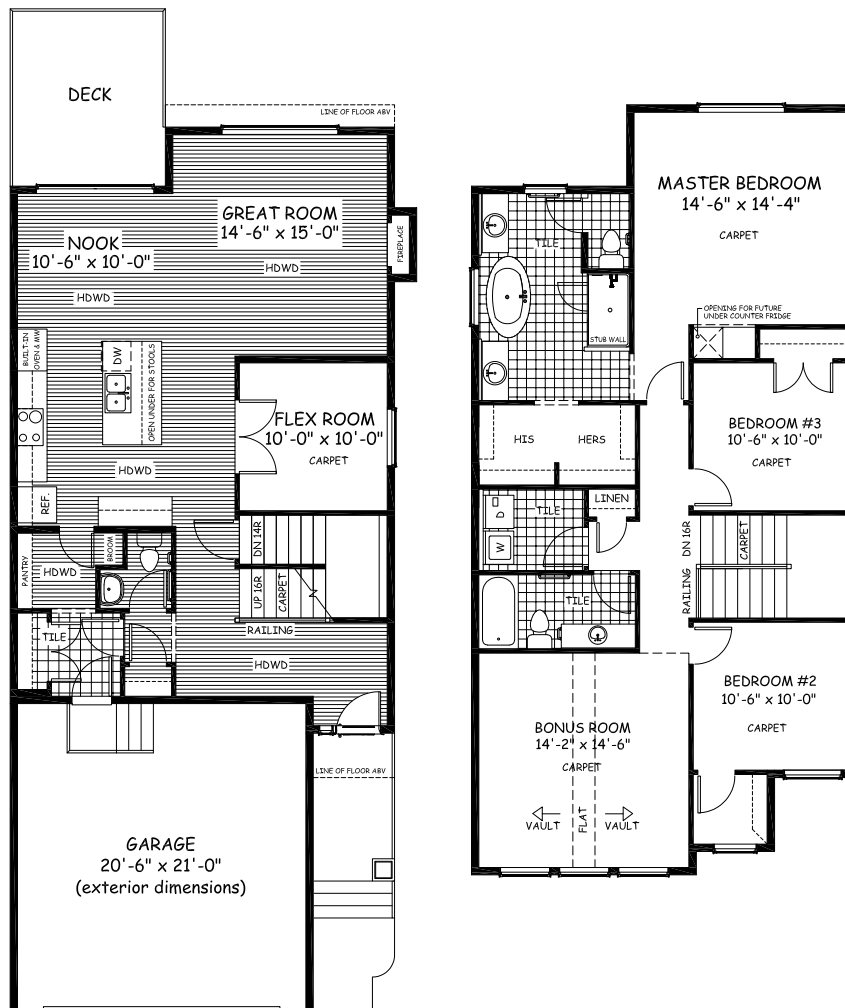 DECK
LINE OF FLOOR ABV
GREAT ROOM
14'-6" x 15'-0"
HDWD
NOOK
10'-6" x 10'-0"
HDWD
FIREPLACE
BUILT-IN
OVEN & MW
DW
OPEN UNDER FOR STOOLS
FLEX ROOM
10'-0" x 10'-0"
CARPET
HDWD
REF.
PANTRY
HDWD
BROOM
DN 14R
UP 16R
CARPET
RAILING
TILE
HDWD
LINE OF FLOOR ABV
GARAGE
20'-6" x 21'-0"
(exterior dimensions)
MASTER BEDROOM
14'-6" x 14'-4"
CARPET
TILE
STUB WALL
OPENING FOR FUTURE
UNDER COUNTER FRIDGE
HIS
HERS
BEDROOM #3
10'-6" x 10'-0"
CARPET
D
W
TILE
LINEN
DN 16R
CARPET
RAILING
TILE
BEDROOM #2
10'-6" x 10'-0"
CARPET
BONUS ROOM
14'-2" x 14'-6"
CARPET
VAULT
FLAT
VAULT